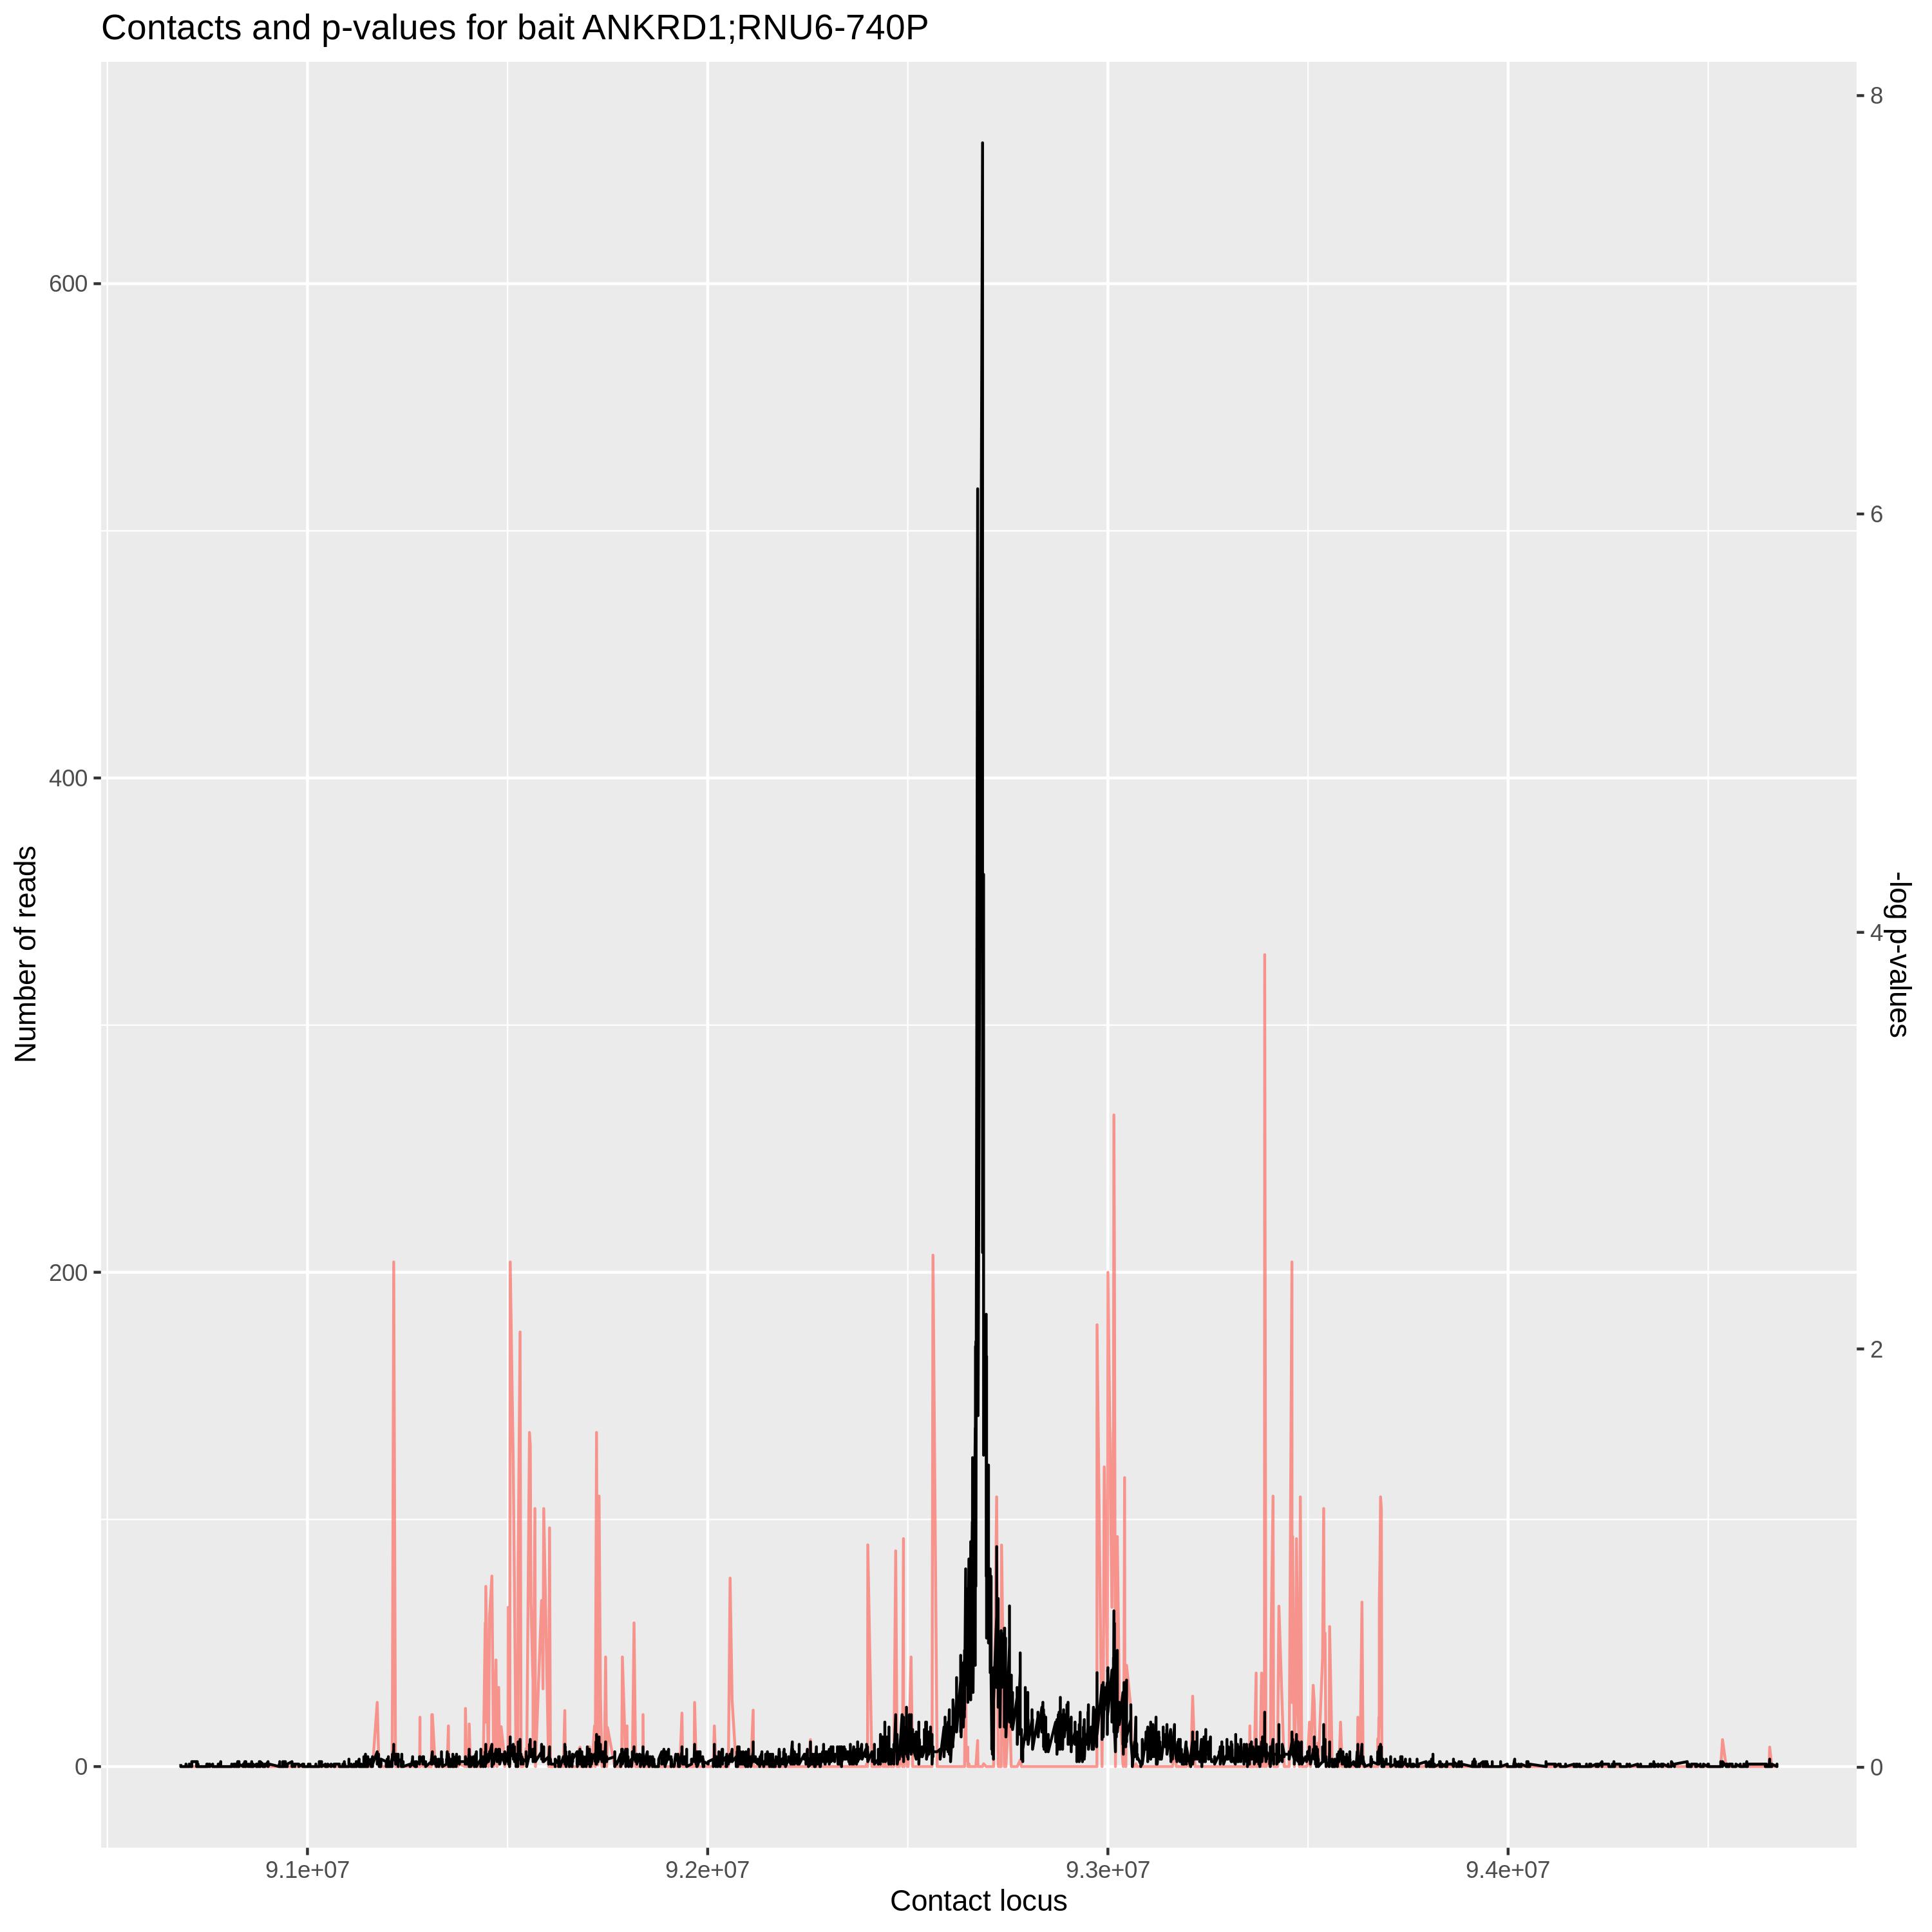 Contacts and p-values for bait ANKRD1;RNU6-740P
8
600
6
400
4
200
2
0
0
Number of reads
-log p-values
9.1e+07 9.2e+07 9.3e+07 9.4e+07
Contact locus